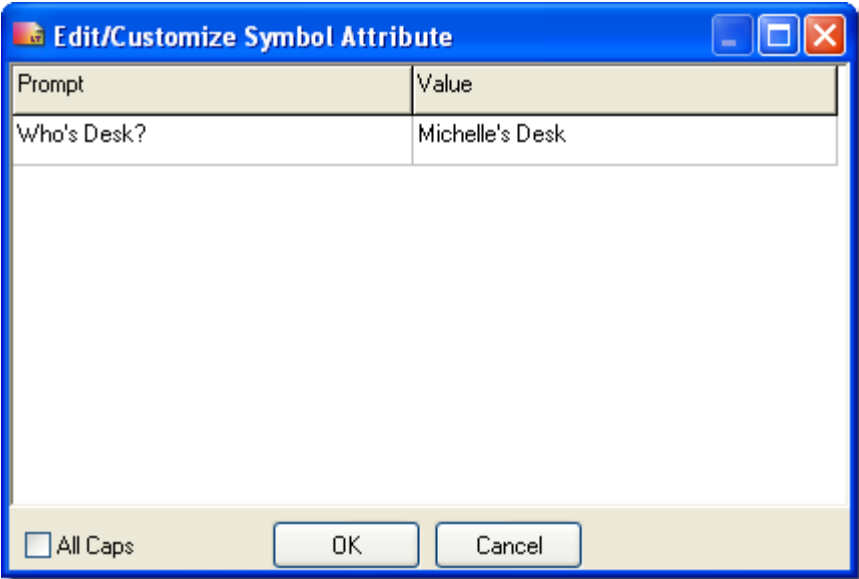 Edit/Customize Symbol Attribute
Prompt Value
Who's Desk? Michelle's Desk
All Caps OK Cancel